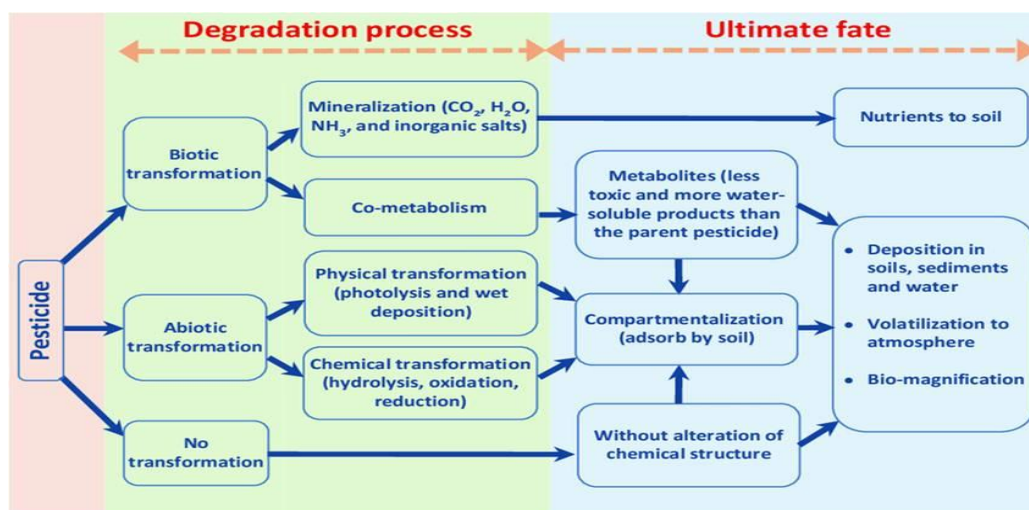 Degradation process
Ultimate fate
Pesticide
Biotic
transformation
Abiotic
transformation
No
transformation
Mineralization (CO₂, H₂O,
NH₃, and inorganic salts)
Co-metabolism
Physical transformation
(photolysis and wet
deposition)
Chemical transformation
(hydrolysis, oxidation,
reduction)
Metabolites (less
toxic and more water-
soluble products than
the parent pesticide)
Compartmentalization
(adsorb by soil)
Without alteration of
chemical structure
Nutrients to soil
• Deposition in
soils, sediments
and water
• Volatilization to
atmosphere
• Bio-magnification